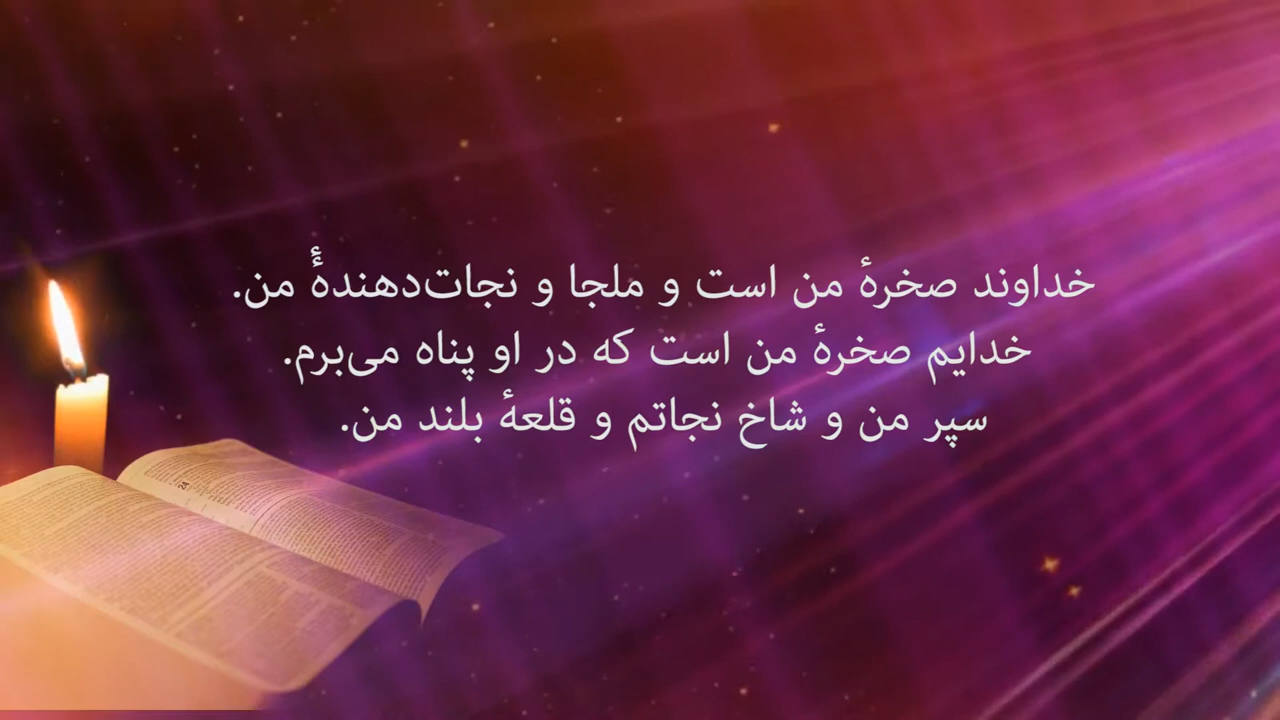 خداوند صخرهٔ من است و ملجا و نجات‌دهندهٔٔ من.
خدایم صخرهٔ من است که در او پناه می‌برم.
سپر من و شاخ نجاتم و قلعهٔ بلند من.